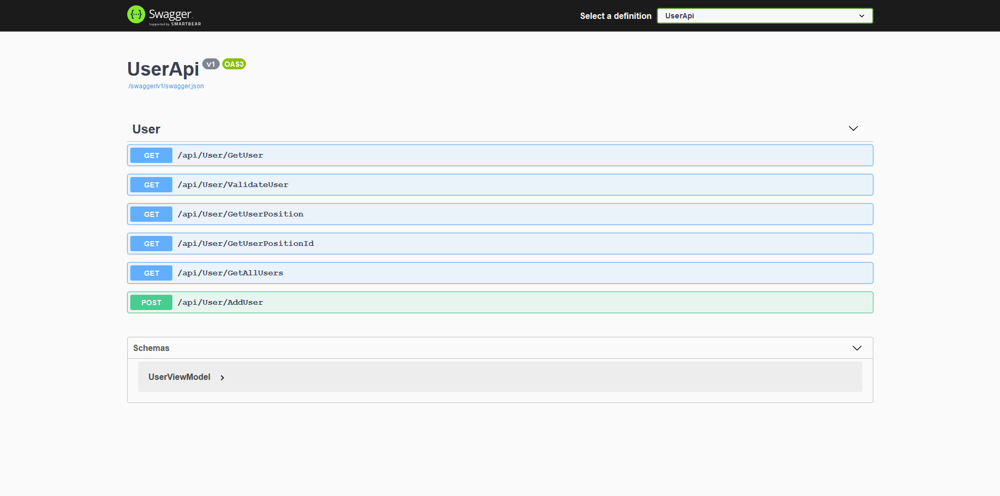 Swagger
Supported by SMARTBEAR
Select a definition
UserApi
UserApi v1 OAS3
./swagger/v1/swagger.json
User
GET /api/User/GetUser
GET /api/User/ValidateUser
GET /api/User/GetUserPosition
GET /api/User/GetUserPositionId
GET /api/User/GetAllUsers
POST /api/User/AddUser
Schemas
UserViewModel